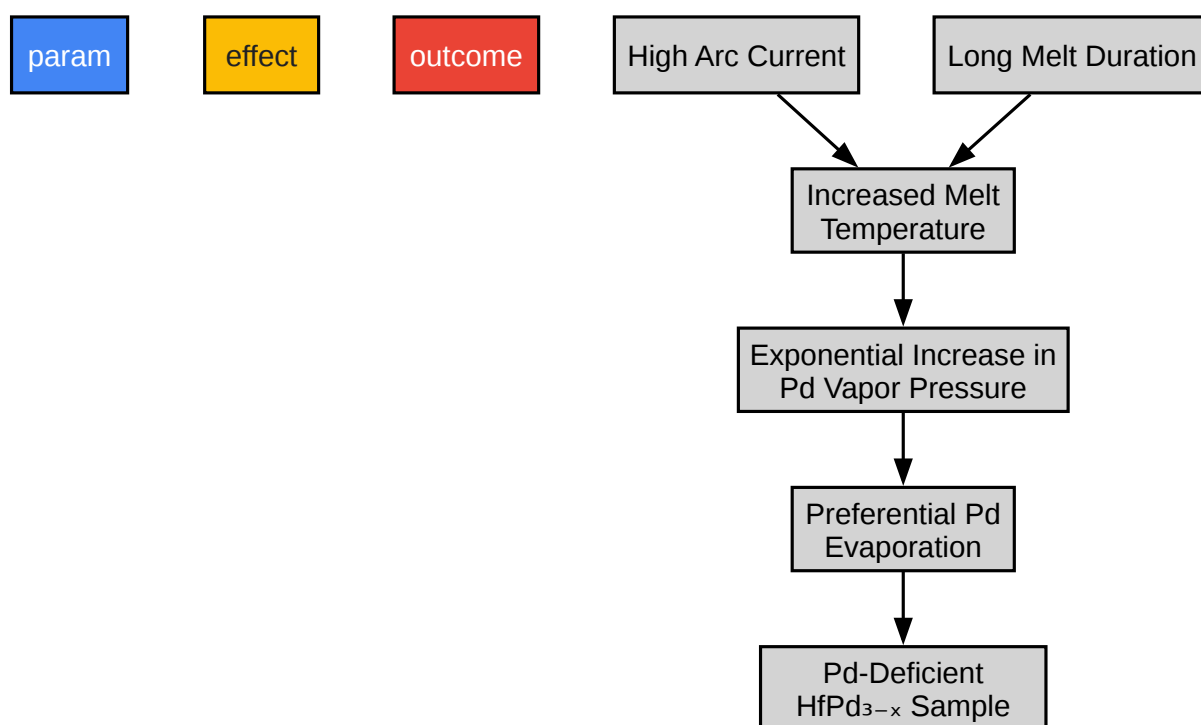 param
effect
outcome
High Arc Current
Long Melt Duration
Increased Melt
Temperature
Exponential Increase in
Pd Vapor Pressure
Preferential Pd
Evaporation
Pd-Deficient
HfPd₃₋ₓ Sample